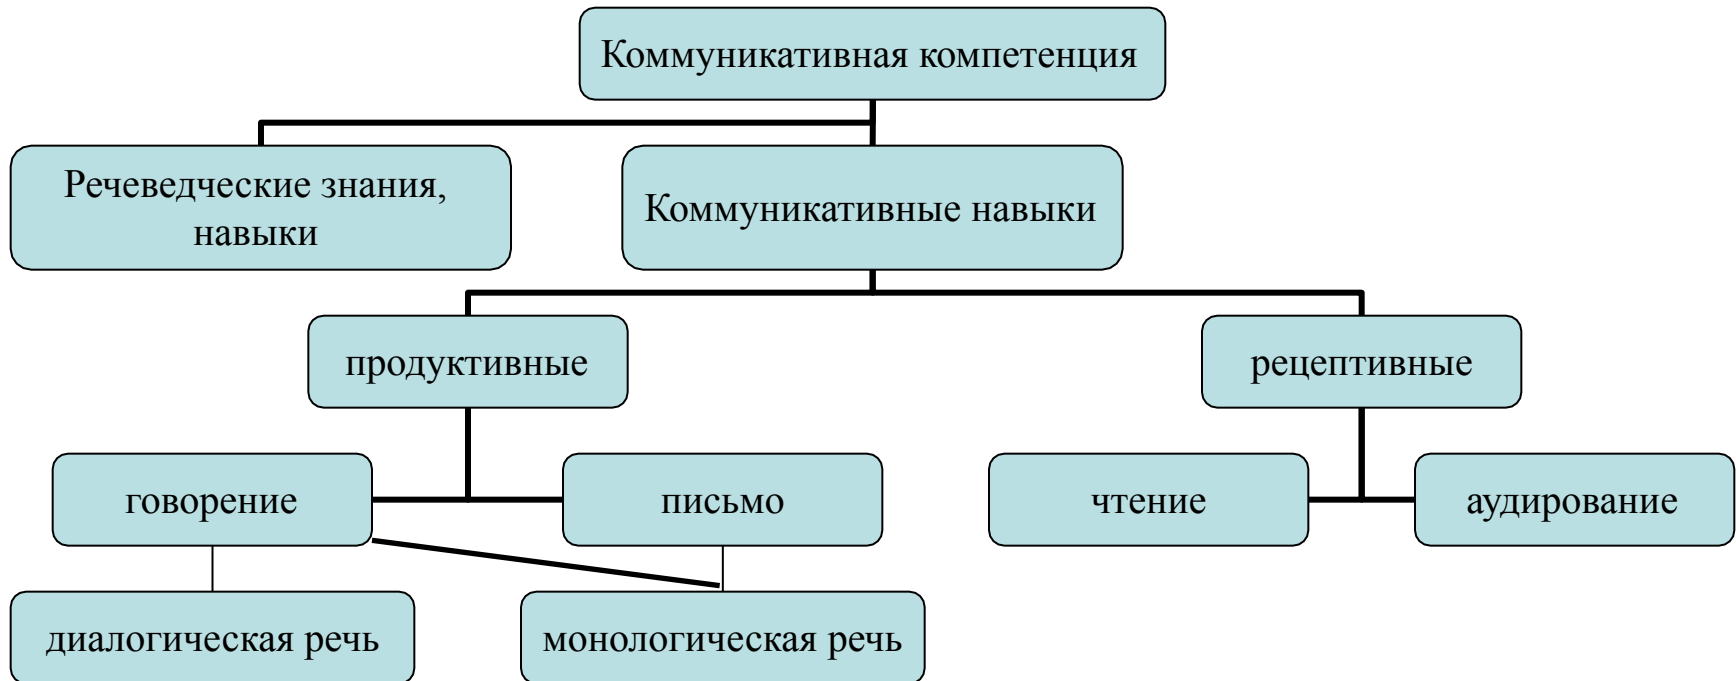 Коммуникативная компетенция
Речеведческие знания,
навыки
Коммуникативные навыки
продуктивные
рецептивные
говорение
письмо
чтение
аудирование
диалогическая речь
монологическая речь